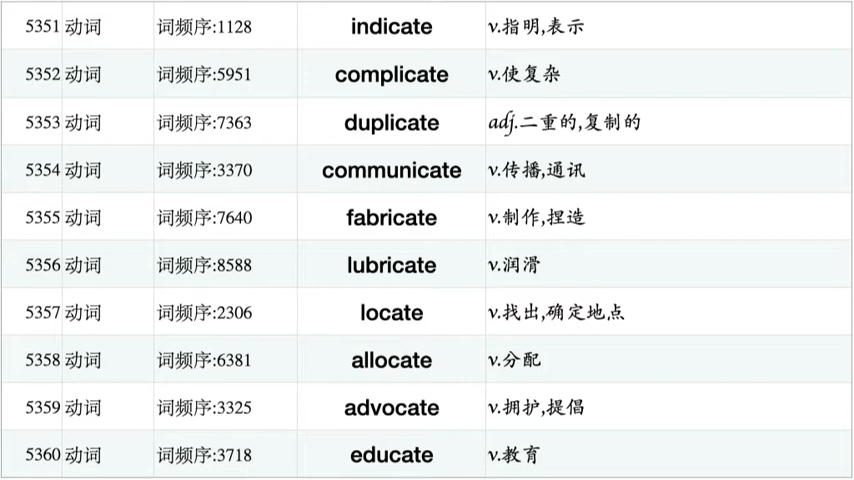 5351 动词 词频序:1128 indicate v.指明,表示
5352 动词 词频序:5951 complicate v.使复杂
5353 动词 词频序:7363 duplicate adj.二重的,复制的
5354 动词 词频序:3370 communicate v.传播,通讯
5355 动词 词频序:7640 fabricate v.制作,捏造
5356 动词 词频序:8588 lubricate v.润滑
5357 动词 词频序:2306 locate v.找出,确定地点
5358 动词 词频序:6381 allocate v.分配
5359 动词 词频序:3325 advocate v.拥护,提倡
5360 动词 词频序:3718 educate v.教育